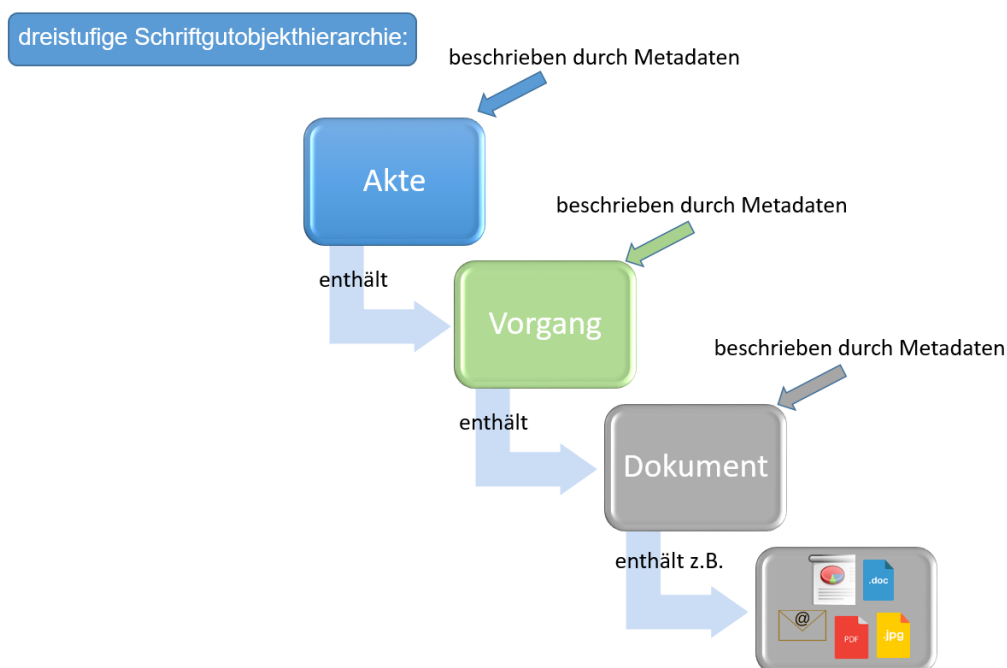 dreistufige Schriftgutobjekthierarchie:
beschrieben durch Metadaten
Akte
beschrieben durch Metadaten
enthält
Vorgang
beschrieben durch Metadaten
enthält
Dokument
enthält z.B.
.doc
@
PDF
.jpg